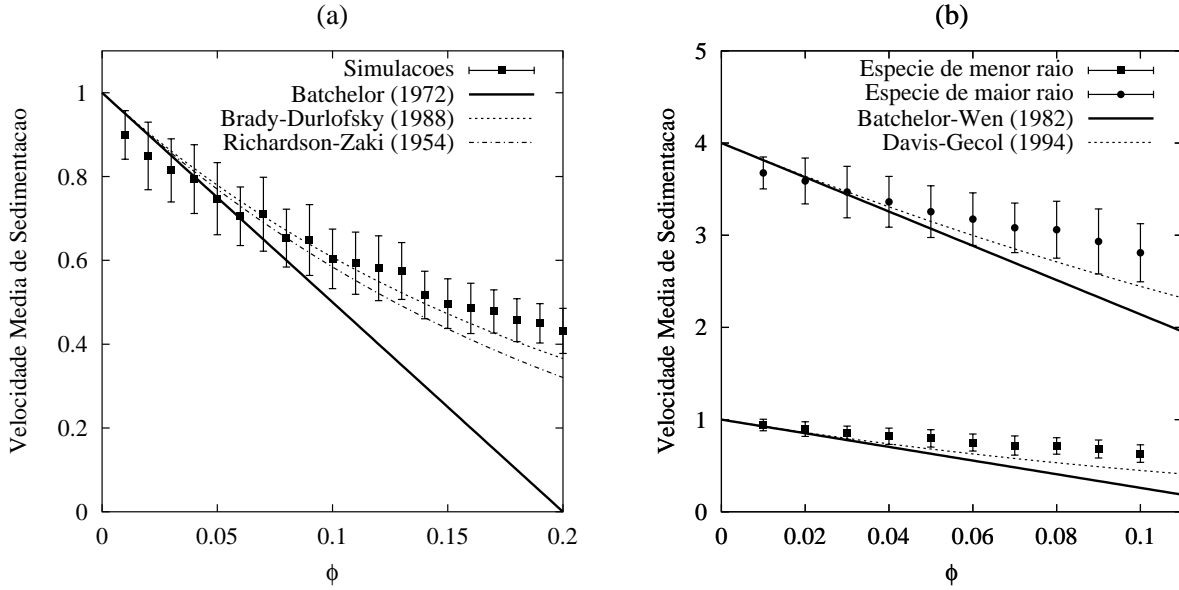 (a)
Velocidade Media de Sedimentacao
1
0.8
0.6
0.4
0.2
0
0
0.05
0.1
0.15
0.2
ϕ
Simulacoes
Batchelor (1972)
Brady-Durlofsky (1988)
Richardson-Zaki (1954)
(b)
Velocidade Media de Sedimentacao
5
4
3
2
1
0
0
0.02
0.04
0.06
0.08
0.1
ϕ
Especie de menor raio
Especie de maior raio
Batchelor-Wen (1982)
Davis-Gecol (1994)